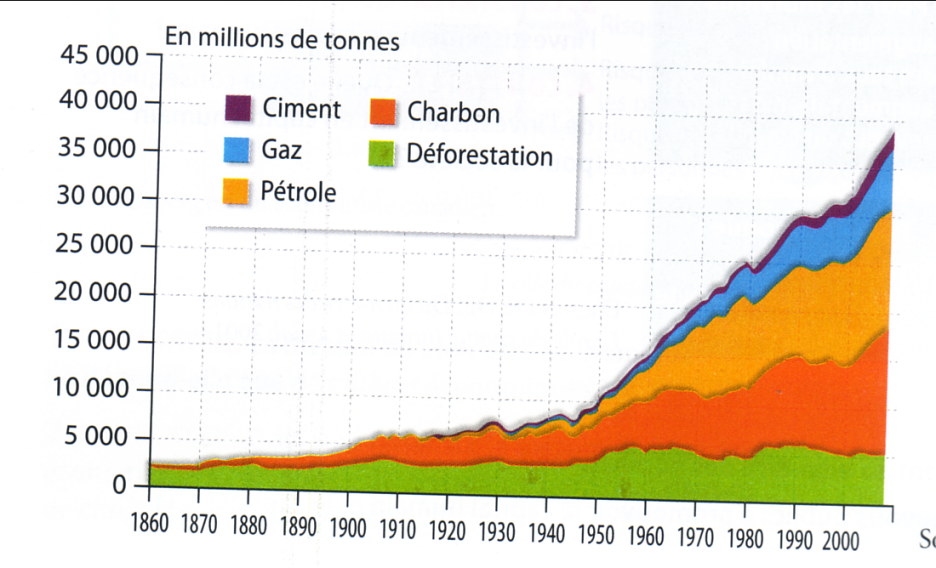 En millions de tonnes
45 000
40 000
35 000
30 000
25 000
20 000
15 000
10 000
5 000
0
Ciment
Charbon
Gaz
Déforestation
Pétrole
1860 1870 1880 1890 1900 1910 1920 1930 1940 1950 1960 1970 1980 1990 2000